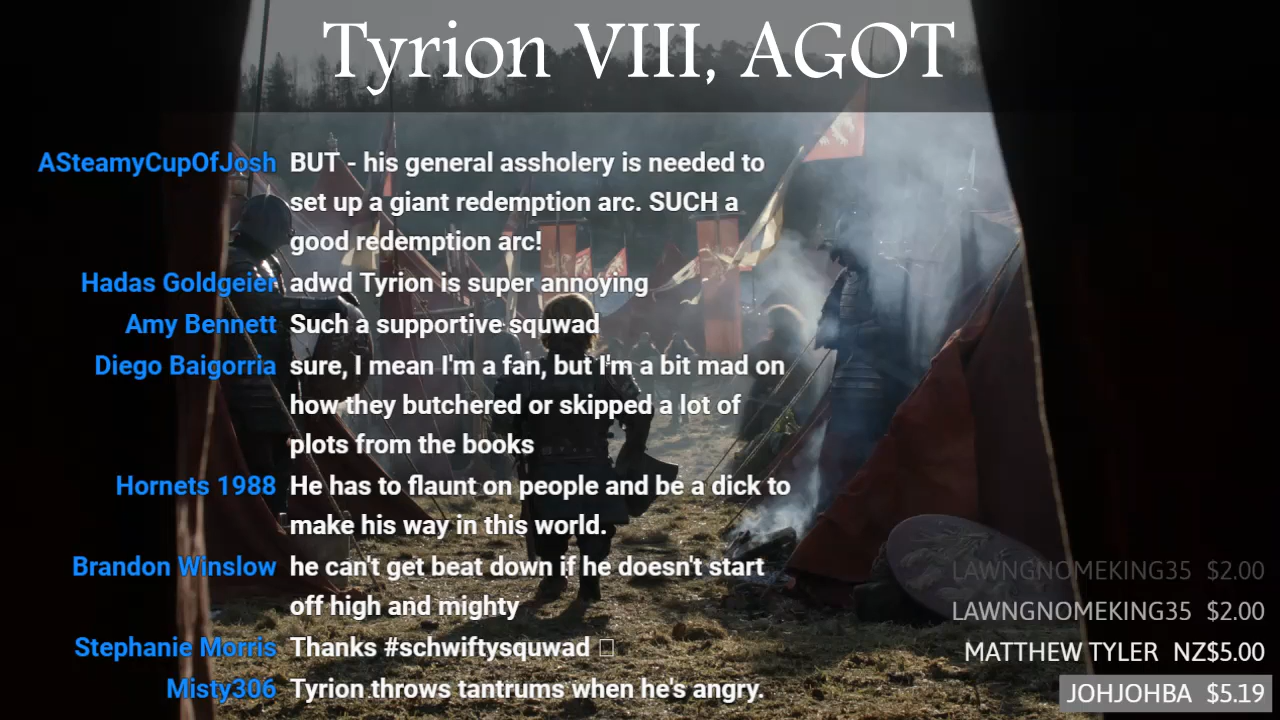 Tyrion VIII, AGOT
ASteamyCupOfJosh BUT - his general assholery is needed to
set up a giant redemption arc. SUCH a
good redemption arc!
Hadas Goldgeier adwd Tyrion is super annoying
Amy Bennett Such a supportive squwad
Diego Baigorria sure, I mean I'm a fan, but I'm a bit mad on
how they butchered or skipped a lot of
plots from the books
Hornets 1988 He has to flaunt on people and be a dick to
make his way in this world.
Brandon Winslow he can't get beat down if he doesn't start
off high and mighty
Stephanie Morris Thanks #schwiftysquwad
Misty306 Tyrion throws tantrums when he's angry.
LAWNGNOMEKING35 $2.00
LAWNGNOMEKING35 $2.00
MATTHEW TYLER NZ$5.00
JOHJOHBA $5.19